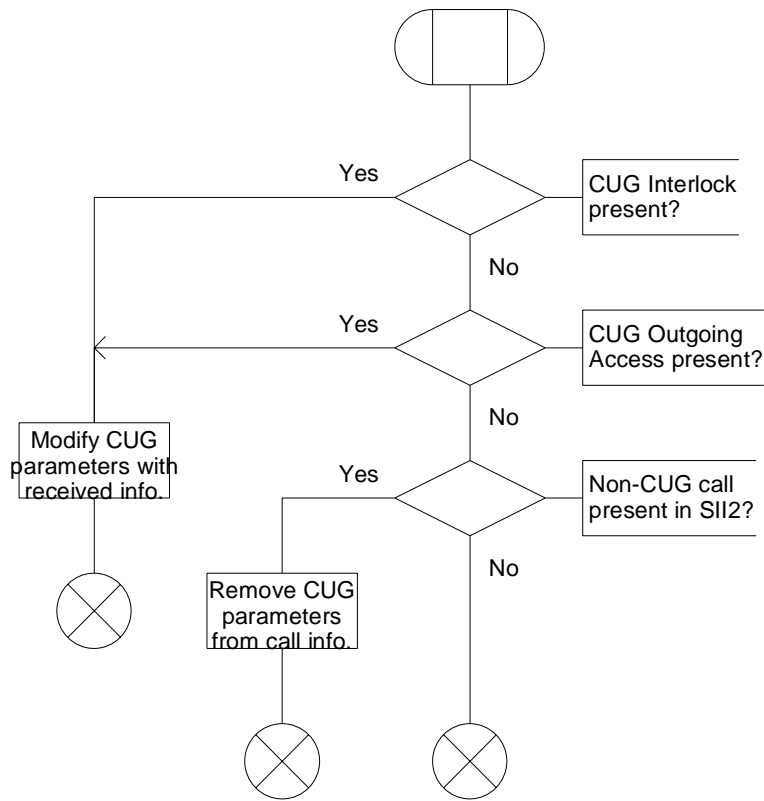 Yes
CUG Interlock
present?
No
Yes
CUG Outgoing
Access present?
No
Modify CUG
parameters with
received info.
Yes
Non-CUG call
present in SII2?
No
Remove CUG
parameters
from call info.